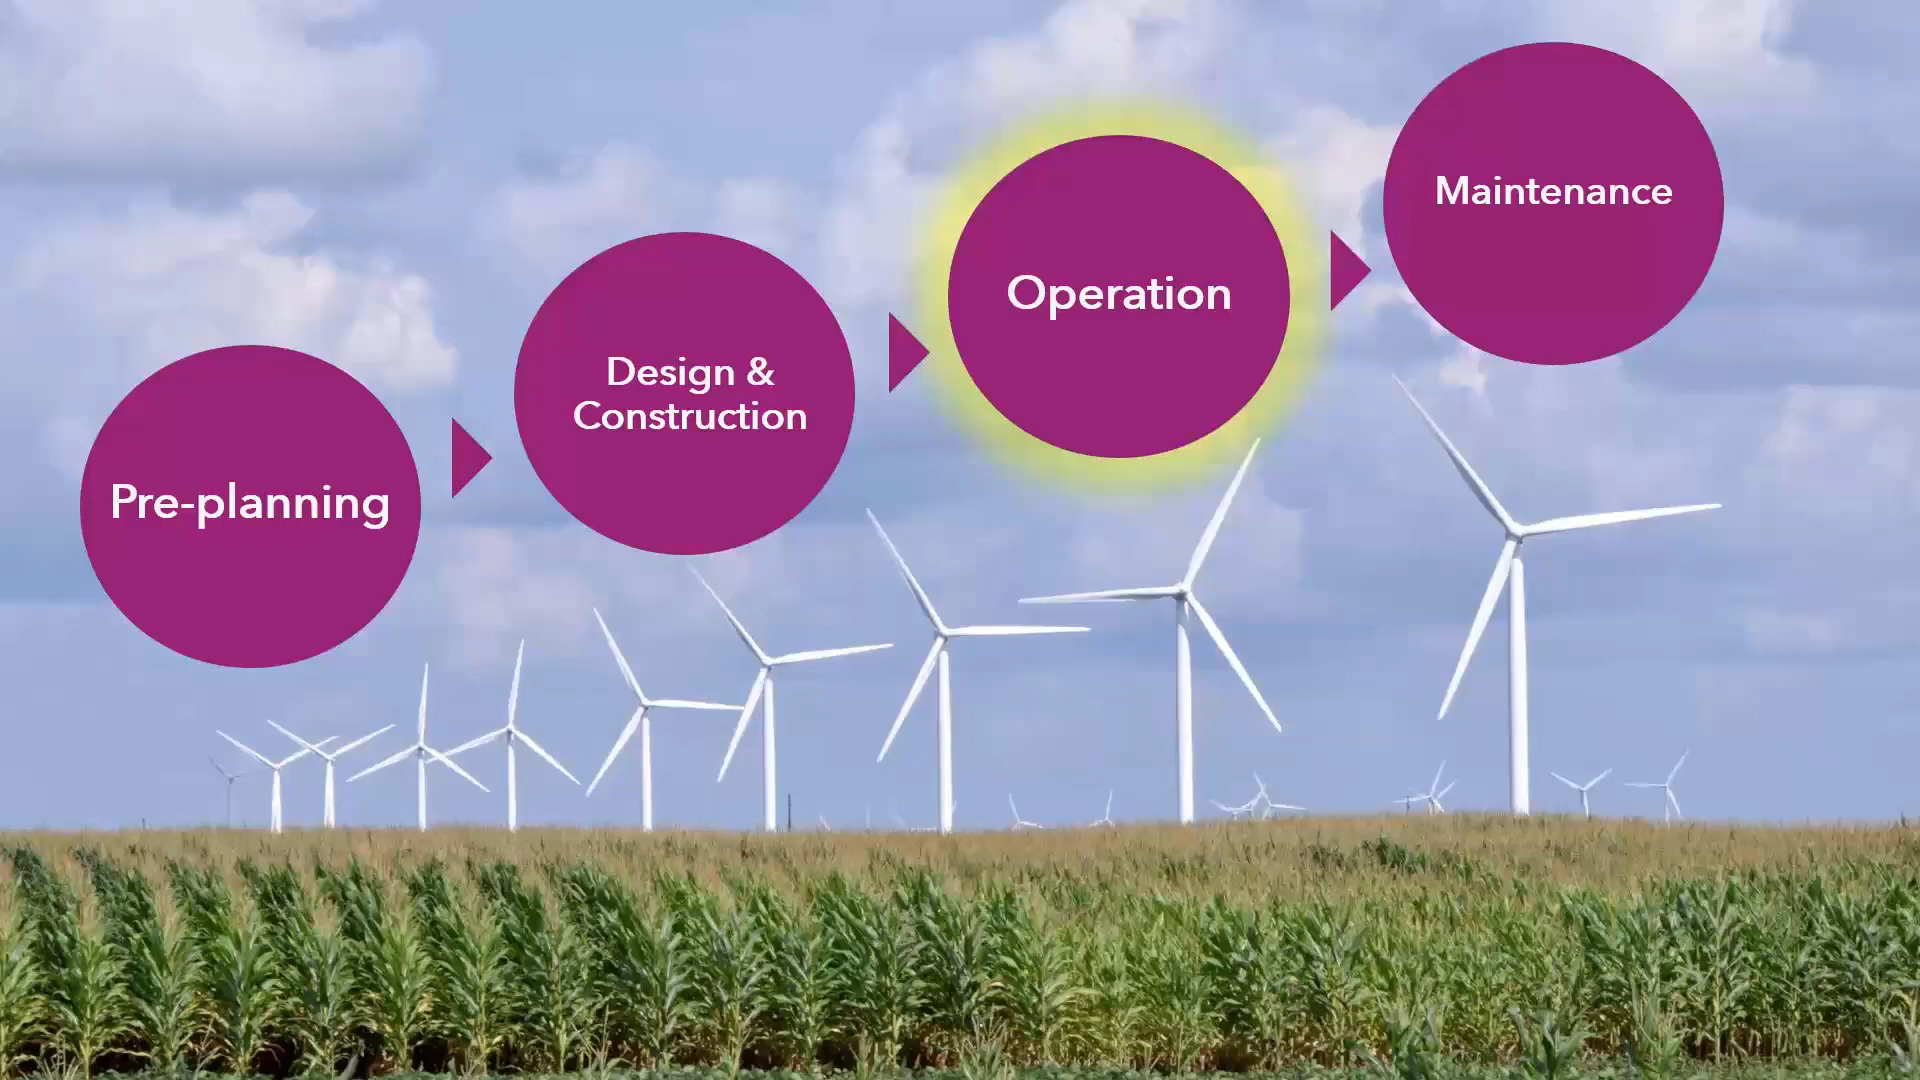 Pre-planning
Design &
Construction
Operation
Maintenance